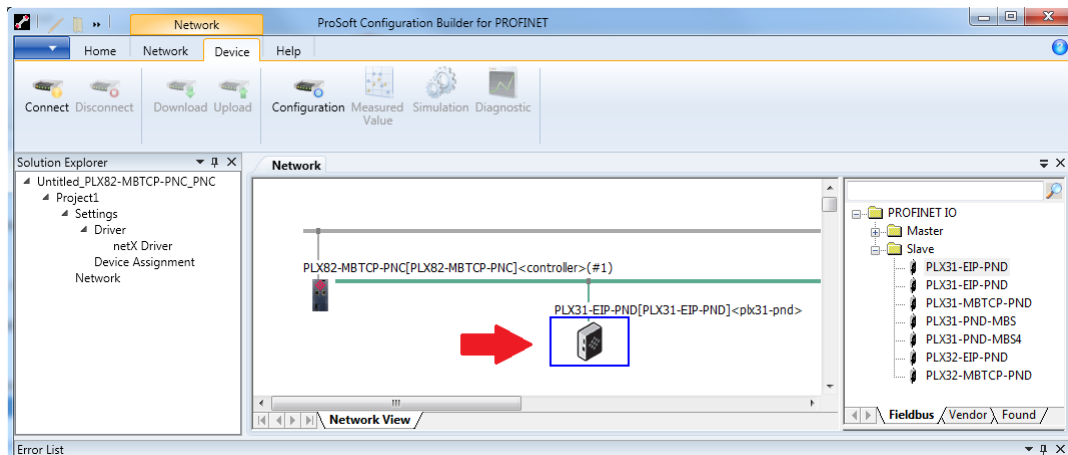 Network
ProSoft Configuration Builder for PROFINET
Home Network Device Help
Connect Disconnect Download Upload Configuration Measured Value Simulation Diagnostic
Solution Explorer
Untitled_PLX82-MBTCP-PNC_PNC
Project1
Settings
Driver
netX Driver
Device Assignment
Network
Network
PLX82-MBTCP-PNC[PLX82-MBTCP-PNC]<controller>(#1)
PLX31-EIP-PND[PLX31-EIP-PND]<plx31-pnd>
Network View
PROFINET IO
Master
Slave
PLX31-EIP-PND
PLX31-EIP-PND
PLX31-MBTCP-PND
PLX31-PND-MBS
PLX31-PND-MBS4
PLX32-EIP-PND
PLX32-MBTCP-PND
Fieldbus Vendor Found
Error List